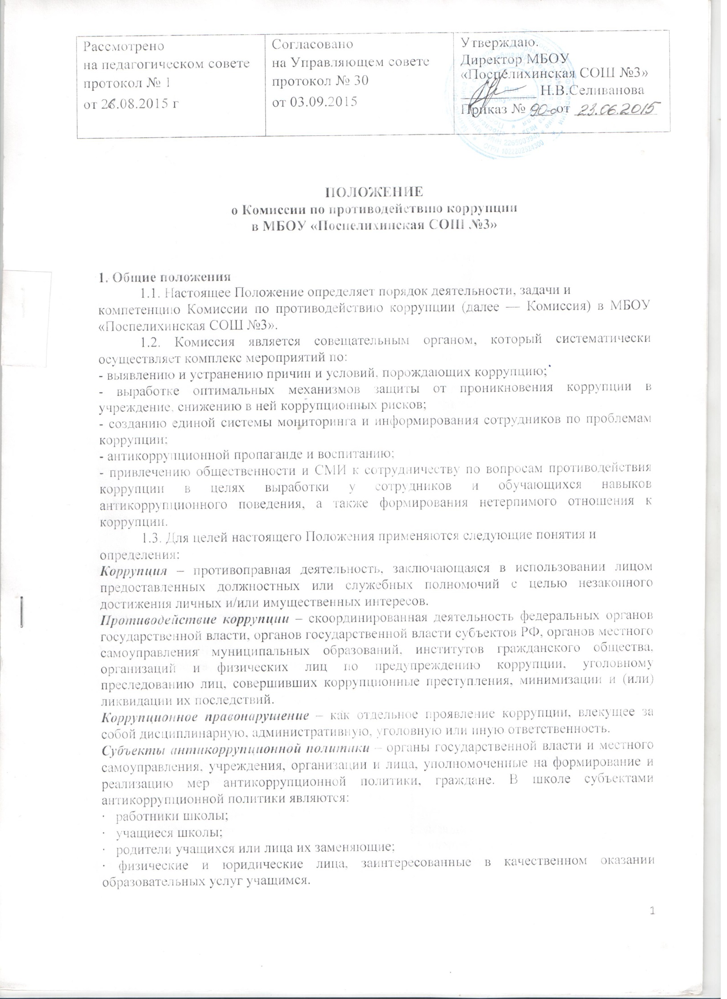 Рассмотрено
на педагогическом совете
протокол № 1
от 26.08.2015 г
Согласовано
на Управляющем совете
протокол № 30
от 03.09.2015
Утверждаю.
Директор МБОУ
«Поспелихинская СОШ №3»
Н.В.Селиванова
Приказ № 90-о от 23.06.2015
ИНН 2265003949
ОГРН 1022202524300
ПОЛОЖЕНИЕ
о Комиссии по противодействию коррупции
в МБОУ «Поспелихинская СОШ №3»
1. Общие положения
1.1. Настоящее Положение определяет порядок деятельности, задачи и
компетенцию Комиссии по противодействию коррупции (далее — Комиссия) в МБОУ
«Поспелихинская СОШ №3».
1.2. Комиссия является совещательным органом, который систематически
осуществляет комплекс мероприятий по:
- выявлению и устранению причин и условий, порождающих коррупцию;
- выработке оптимальных механизмов защиты от проникновения коррупции в
учреждение, снижению в ней коррупционных рисков;
- созданию единой системы мониторинга и информирования сотрудников по проблемам
коррупции;
- антикоррупционной пропаганде и воспитанию;
- привлечению общественности и СМИ к сотрудничеству по вопросам противодействия
коррупции в целях выработки у сотрудников и обучающихся навыков
антикоррупционного поведения, а также формирования нетерпимого отношения к
коррупции.
1.3. Для целей настоящего Положения применяются следующие понятия и
определения:
Коррупция – противоправная деятельность, заключающаяся в использовании лицом
предоставленных должностных или служебных полномочий с целью незаконного
достижения личных и/или имущественных интересов.
Противодействие коррупции – скоординированная деятельность федеральных органов
государственной власти, органов государственной власти субъектов РФ, органов местного
самоуправления муниципальных образований, институтов гражданского общества,
организаций и физических лиц по предупреждению коррупции, уголовному
преследованию лиц, совершивших коррупционные преступления, минимизации и (или)
ликвидации их последствий.
Коррупционное правонарушение – как отдельное проявление коррупции, влекущее за
собой дисциплинарную, административную, уголовную или иную ответственность.
Субъекты антикоррупционной политики – органы государственной власти и местного
самоуправления, учреждения, организации и лица, уполномоченные на формирование и
реализацию мер антикоррупционной политики, граждане. В школе субъектами
антикоррупционной политики являются:
· работники школы;
· учащиеся школы;
· родители учащихся или лица их заменяющие;
· физические и юридические лица, заинтересованные в качественном оказании
образовательных услуг учащимся.
1